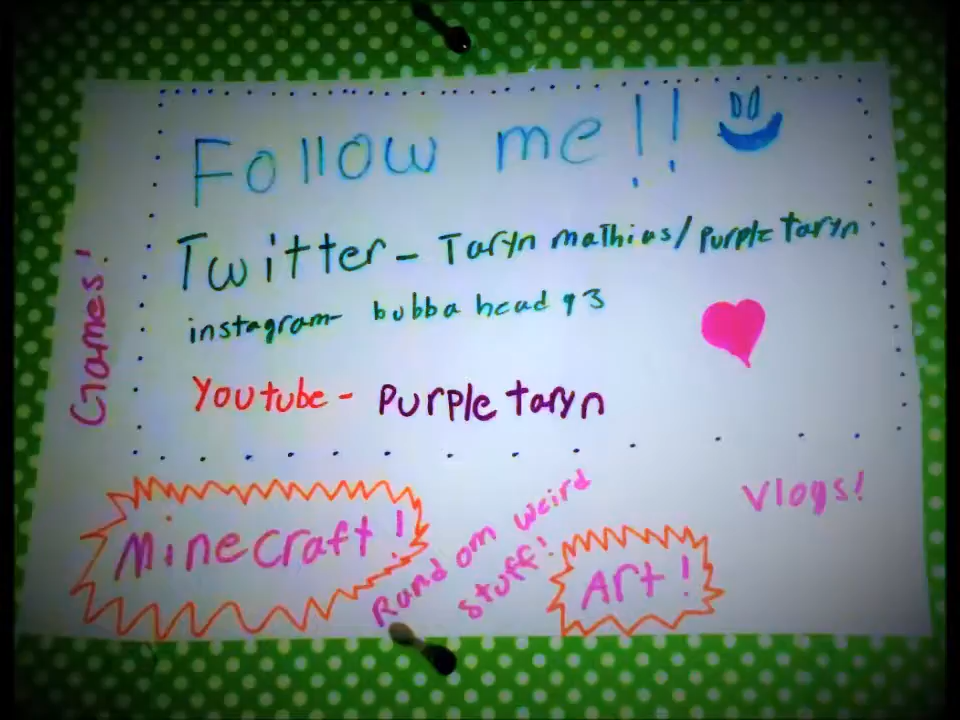 Follow me!!
Twitter- Taryn mathias/purple taryn
instagram- bubba head 93
Youtube- Purple taryn
Games!
Vlogs!
Minecraft!
Random weird
stuff!
Art!